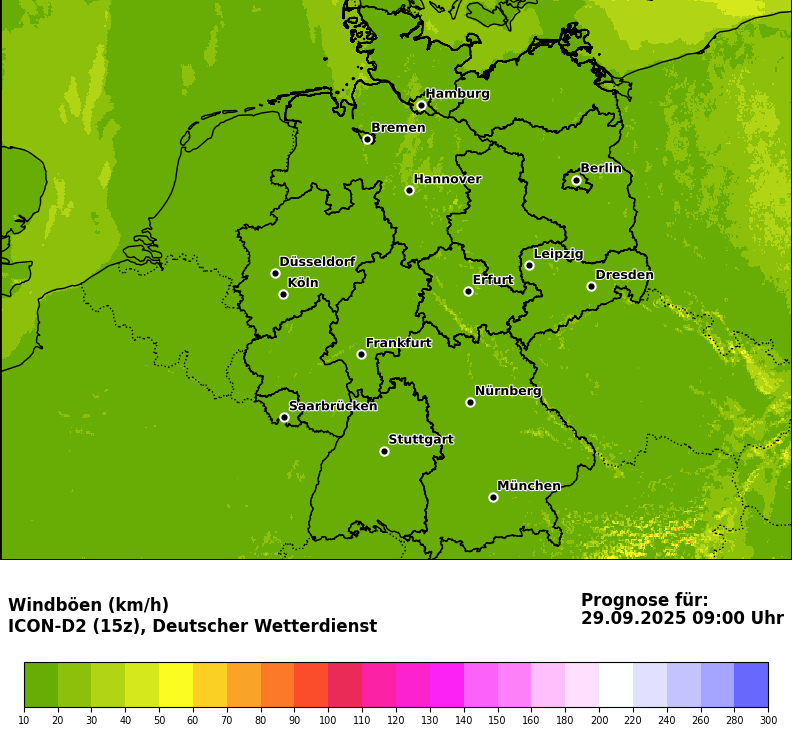 Hamburg
Bremen
Berlin
Hannover
Düsseldorf
Leipzig
Köln
Erfurt
Dresden
Frankfurt
Nürnberg
Saarbrücken
Stuttgart
München
Windböen (km/h)
ICON-D2 (15z), Deutscher Wetterdienst
Prognose für:
29.09.2025 09:00 Uhr
10 20 30 40 50 60 70 80 90 100 110 120 130 140 150 160 180 200 220 240 260 280 300